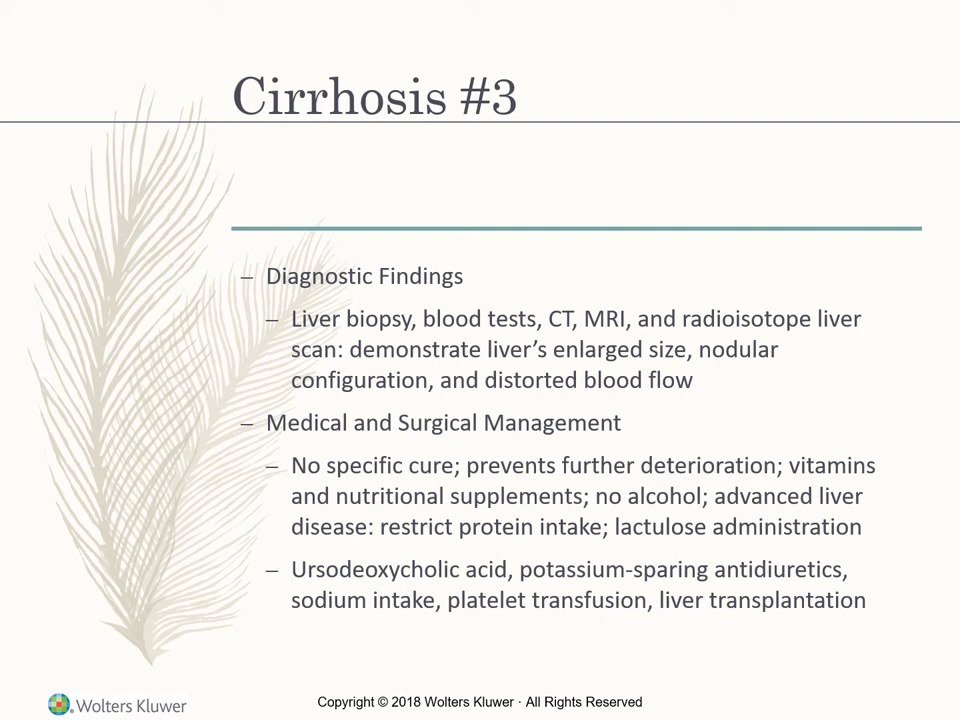 Cirrhosis #3
– Diagnostic Findings
– Liver biopsy, blood tests, CT, MRI, and radioisotope liver
scan: demonstrate liver’s enlarged size, nodular
configuration, and distorted blood flow
– Medical and Surgical Management
– No specific cure; prevents further deterioration; vitamins
and nutritional supplements; no alcohol; advanced liver
disease: restrict protein intake; lactulose administration
– Ursodeoxycholic acid, potassium-sparing antidiuretics,
sodium intake, platelet transfusion, liver transplantation
Wolters Kluwer
Copyright © 2018 Wolters Kluwer · All Rights Reserved